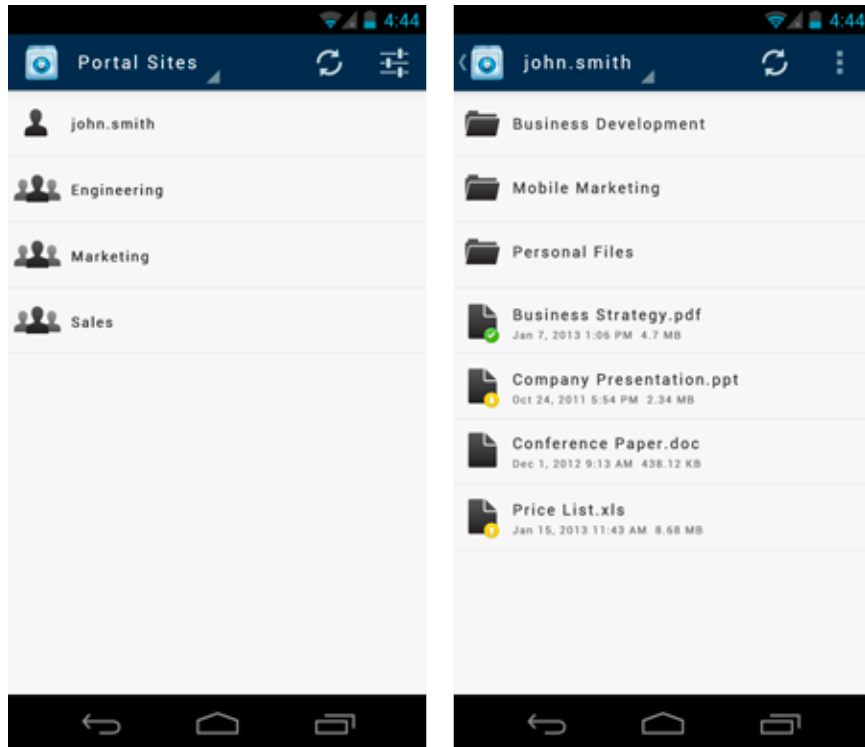 4:44
Portal Sites
john.smith
Engineering
Marketing
Sales
4:44
john.smith
Business Development
Mobile Marketing
Personal Files
Business Strategy.pdf
Jan 7, 2013 1:06 PM 4.7 MB
Company Presentation.ppt
Oct 24, 2011 5:54 PM 2.34 MB
Conference Paper.doc
Dec 1, 2012 9:13 AM 438.12 KB
Price List.xls
Jan 15, 2013 11:43 AM 8.68 MB